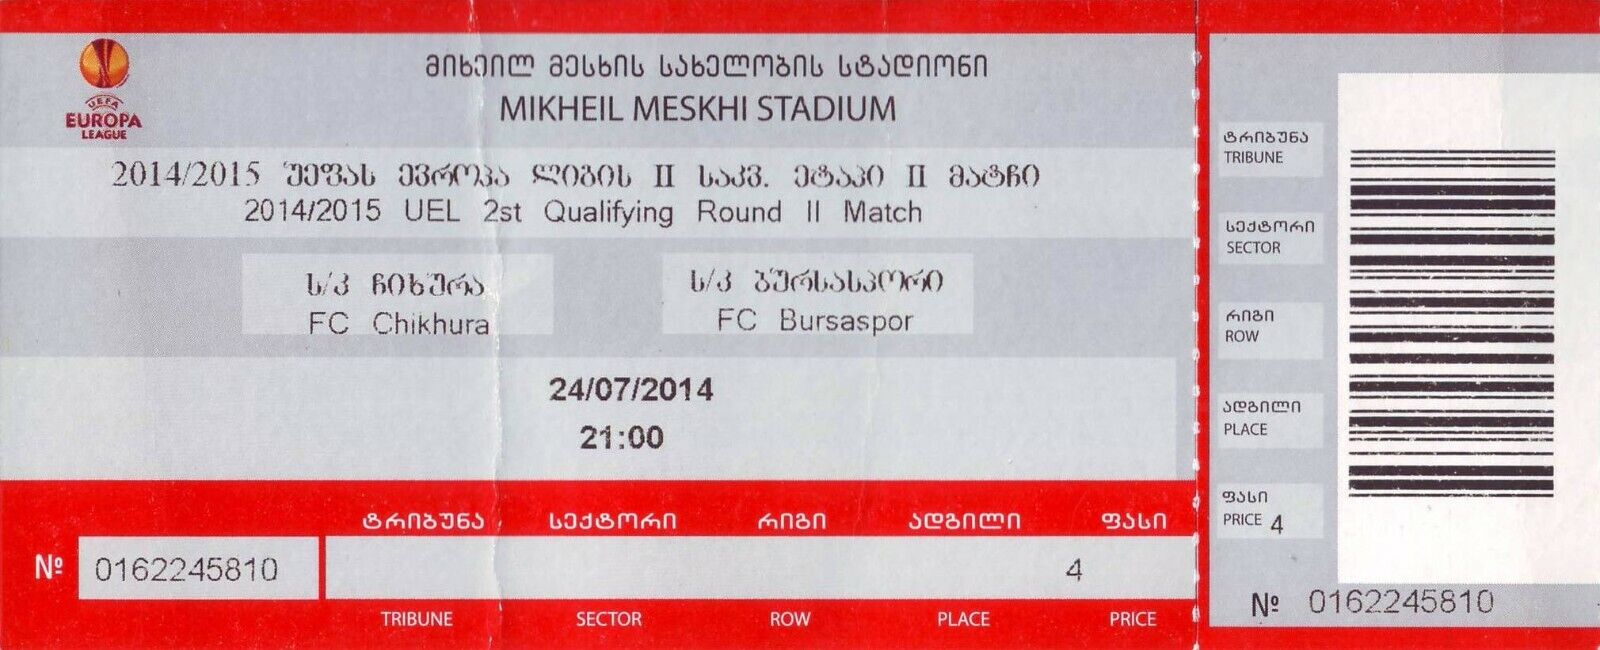 UEFA
EUROPA
LEAGUE
მიხეილ მესხის სახელობის სტადიონი
MIKHEIL MESKHI STADIUM
2014/2015 უეფას ევროპა ლიგის II საკვ. ეტაპი II მატჩი
2014/2015 UEL 2st Qualifying Round II Match
ს/კ ჩიხურა
FC Chikhura
ს/კ ბურსასპორი
FC Bursaspor
24/07/2014
21:00
ტრიბუნა სექტორი რიგი ადგილი ფასი
№ 0162245810 4
TRIBUNE SECTOR ROW PLACE PRICE
ტრიბუნა
TRIBUNE
სექტორი
SECTOR
რიგი
ROW
ადგილი
PLACE
ფასი
PRICE 4
№ 0162245810